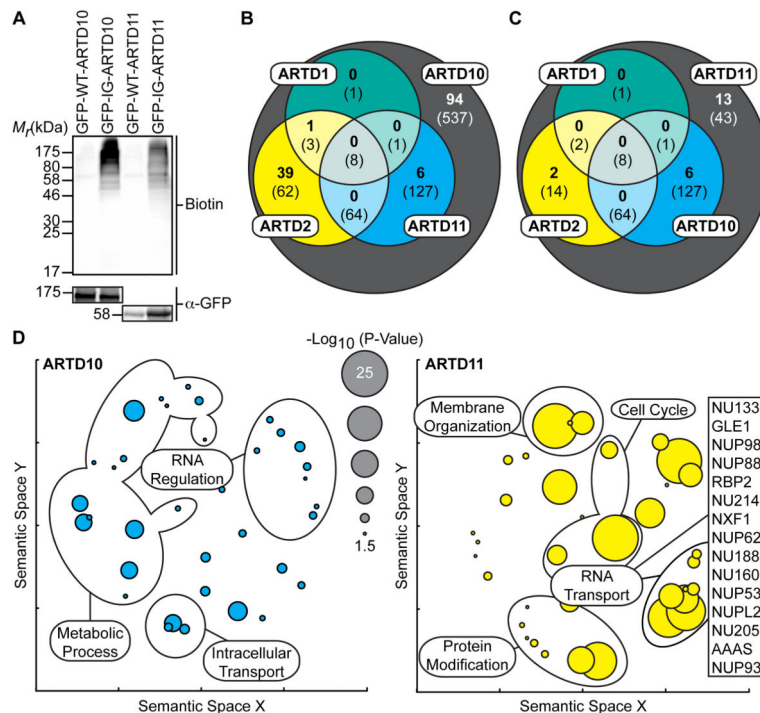 A
GFP-WT-ARTD10
GFP-IG-ARTD10
GFP-WT-ARTD11
GFP-IG-ARTD11
Mr(kDa)
175
80
58
46
30
25
17
Biotin
175
58
α-GFP
B
ARTD1
ARTD10
0
(1)
94
(537)
1
(3)
0
(1)
0
(8)
39
(62)
6
(127)
0
(64)
ARTD2
ARTD11
C
ARTD1
ARTD11
0
(1)
13
(43)
0
(2)
0
(1)
0
(8)
2
(14)
6
(127)
0
(64)
ARTD2
ARTD10
D
ARTD10
RNA
Regulation
Metabolic
Process
Intracellular
Transport
Semantic Space Y
Semantic Space X
-Log10 (P-Value)
25
1.5
ARTD11
Membrane
Organization
Cell Cycle
RNA
Transport
Protein
Modification
Semantic Space Y
Semantic Space X
NU133
GLE1
NUP98
NUP88
RBP2
NU214
NXF1
NUP62
NU188
NU160
NUP53
NUPL2
NU205
AAAS
NUP93